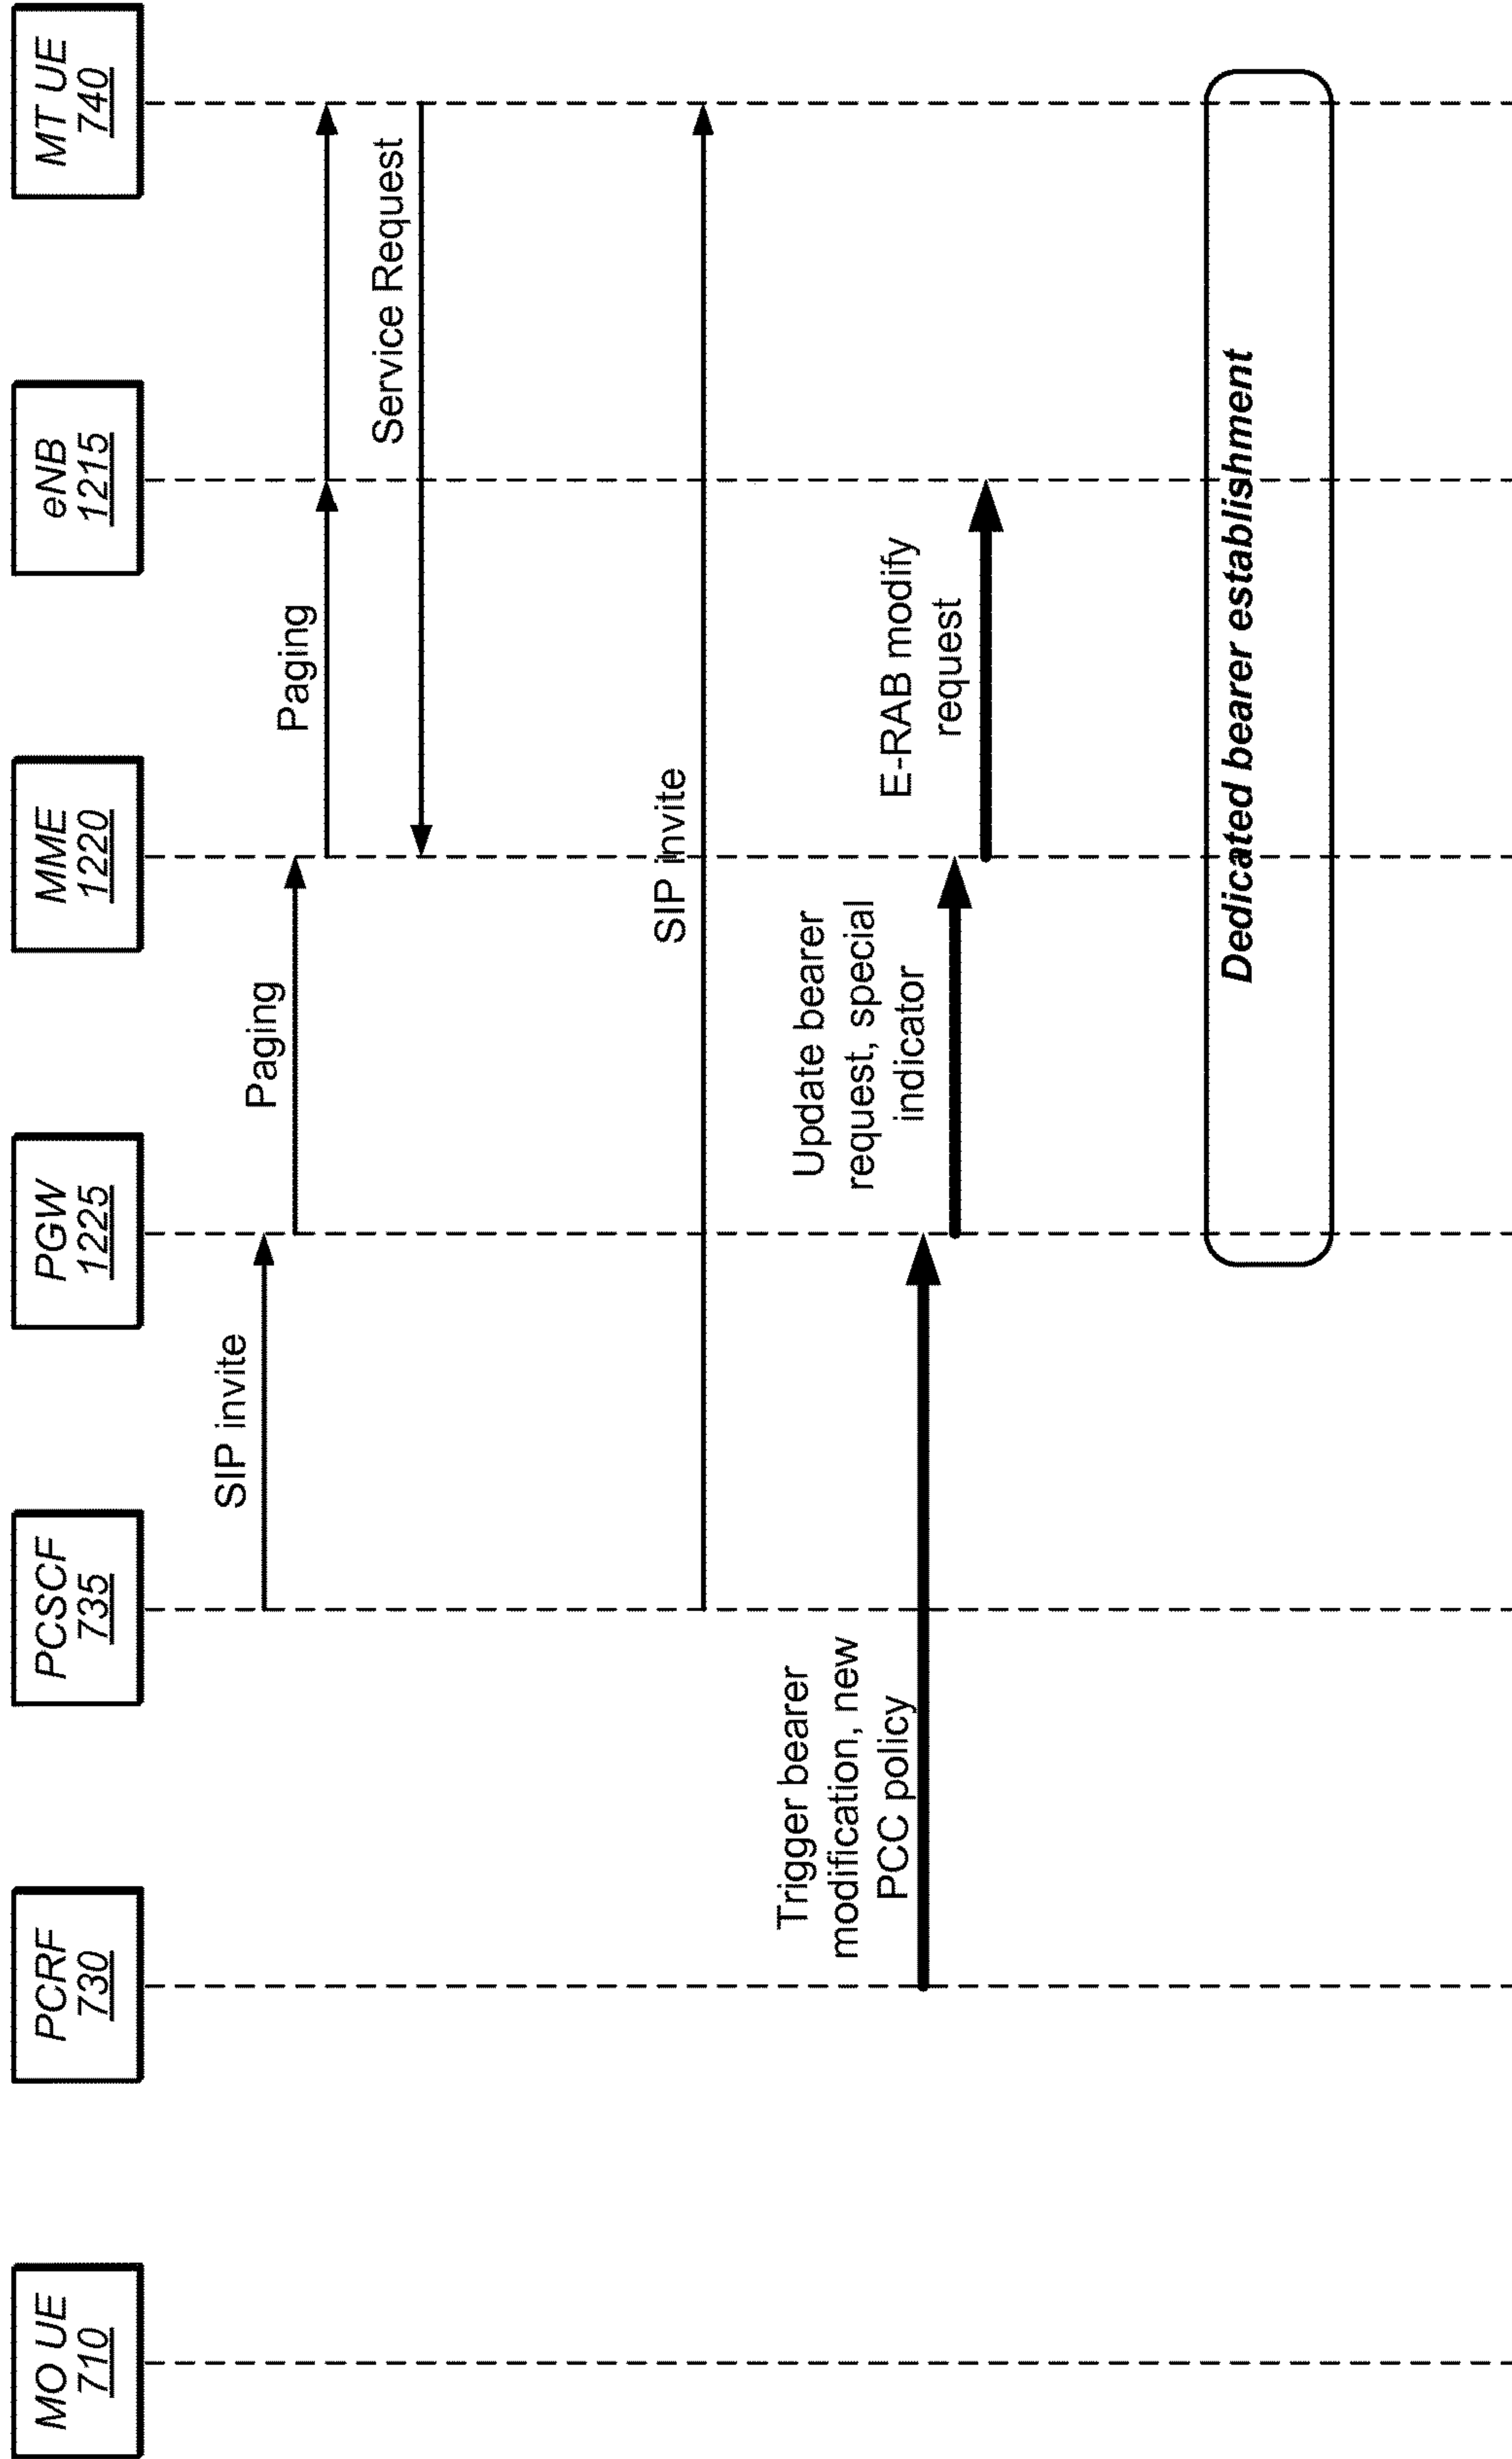 MO UE
710
PCRF
730
PCSCF
735
PGW
1225
MME
1220
eNB
1215
MT UE
740
SIP invite
Paging
Paging
Service Request
SIP invite
Trigger bearer
modification, new
PCC policy
Update bearer
request, special
indicator
E-RAB modify
request
Dedicated bearer establishment